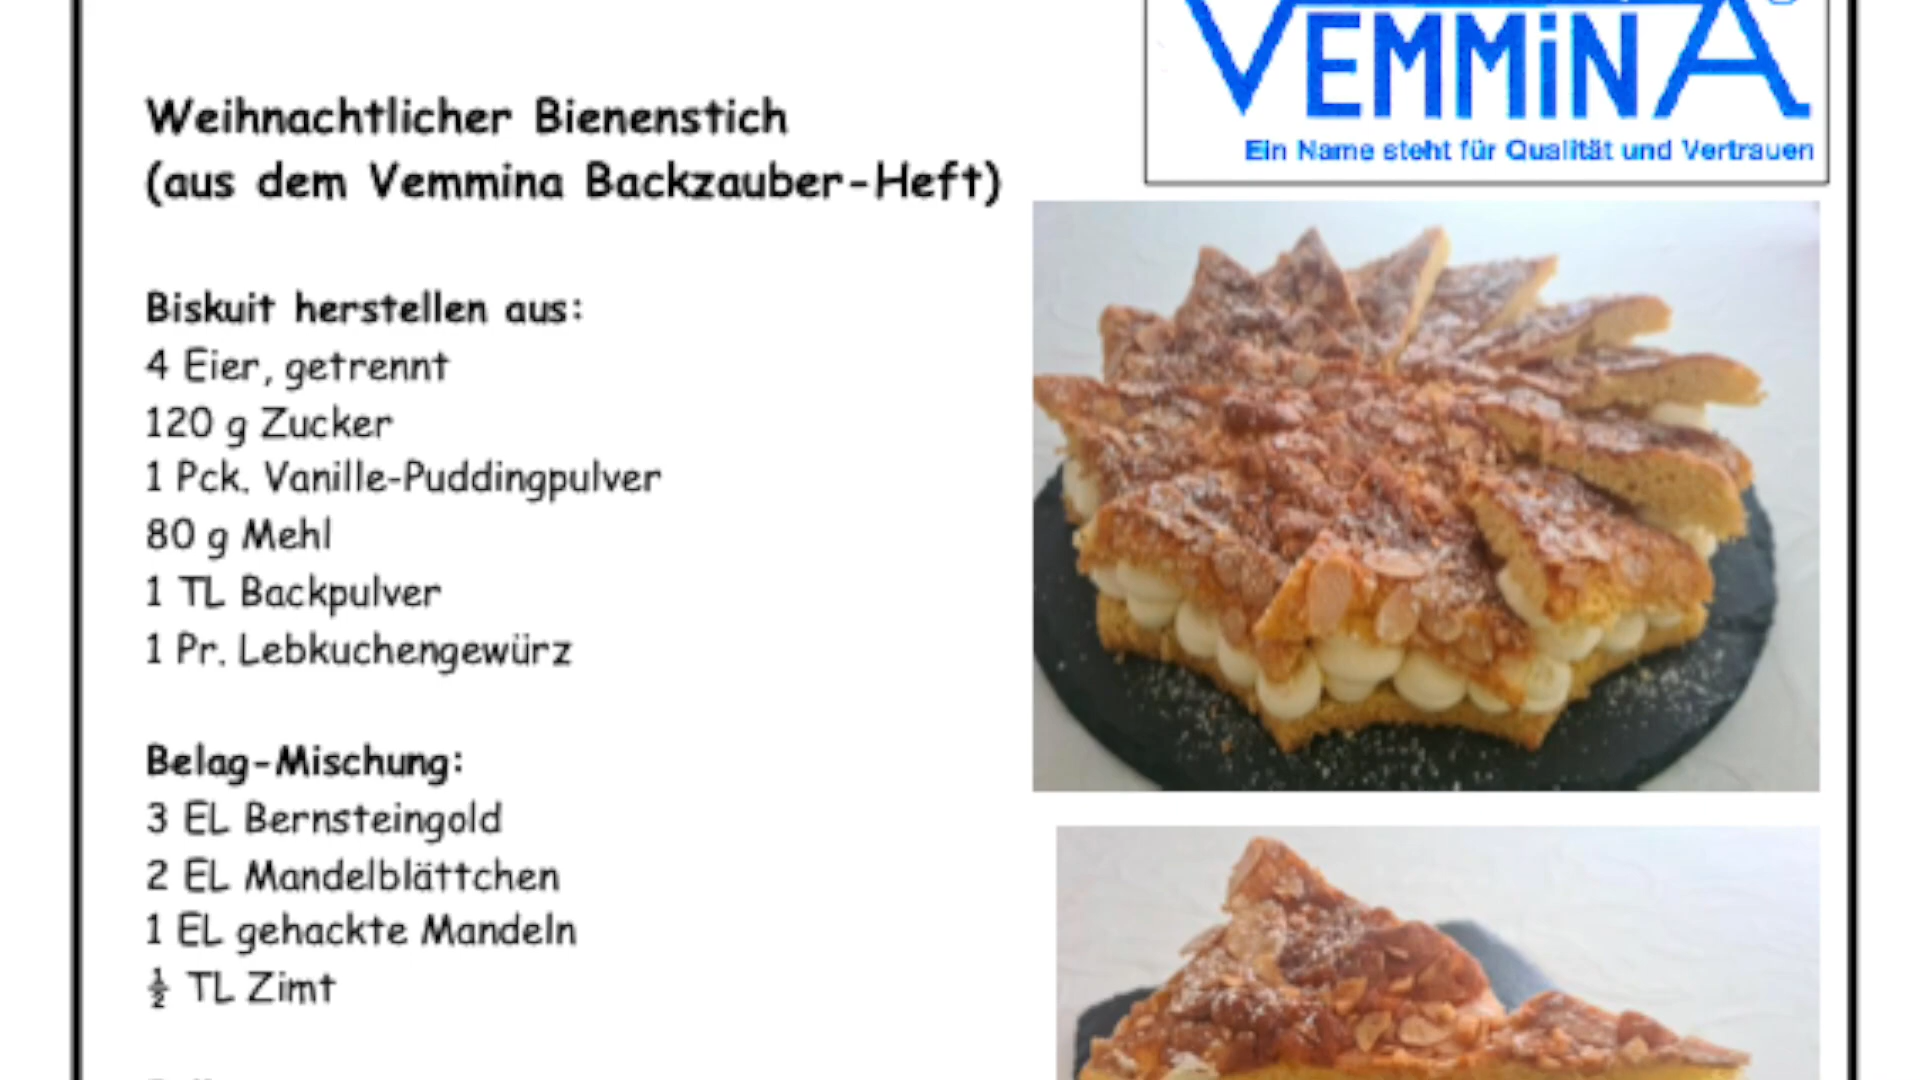 VEMMiNA
Ein Name steht für Qualität und Vertrauen
Weihnachtlicher Bienenstich
(aus dem Vemmina Backzauber-Heft)
Biskuit herstellen aus:
4 Eier, getrennt
120 g Zucker
1 Pck. Vanille-Puddingpulver
80 g Mehl
1 TL Backpulver
1 Pr. Lebkuchengewürz
Belag-Mischung:
3 EL Bernsteingold
2 EL Mandelblättchen
1 EL gehackte Mandeln
½ TL Zimt